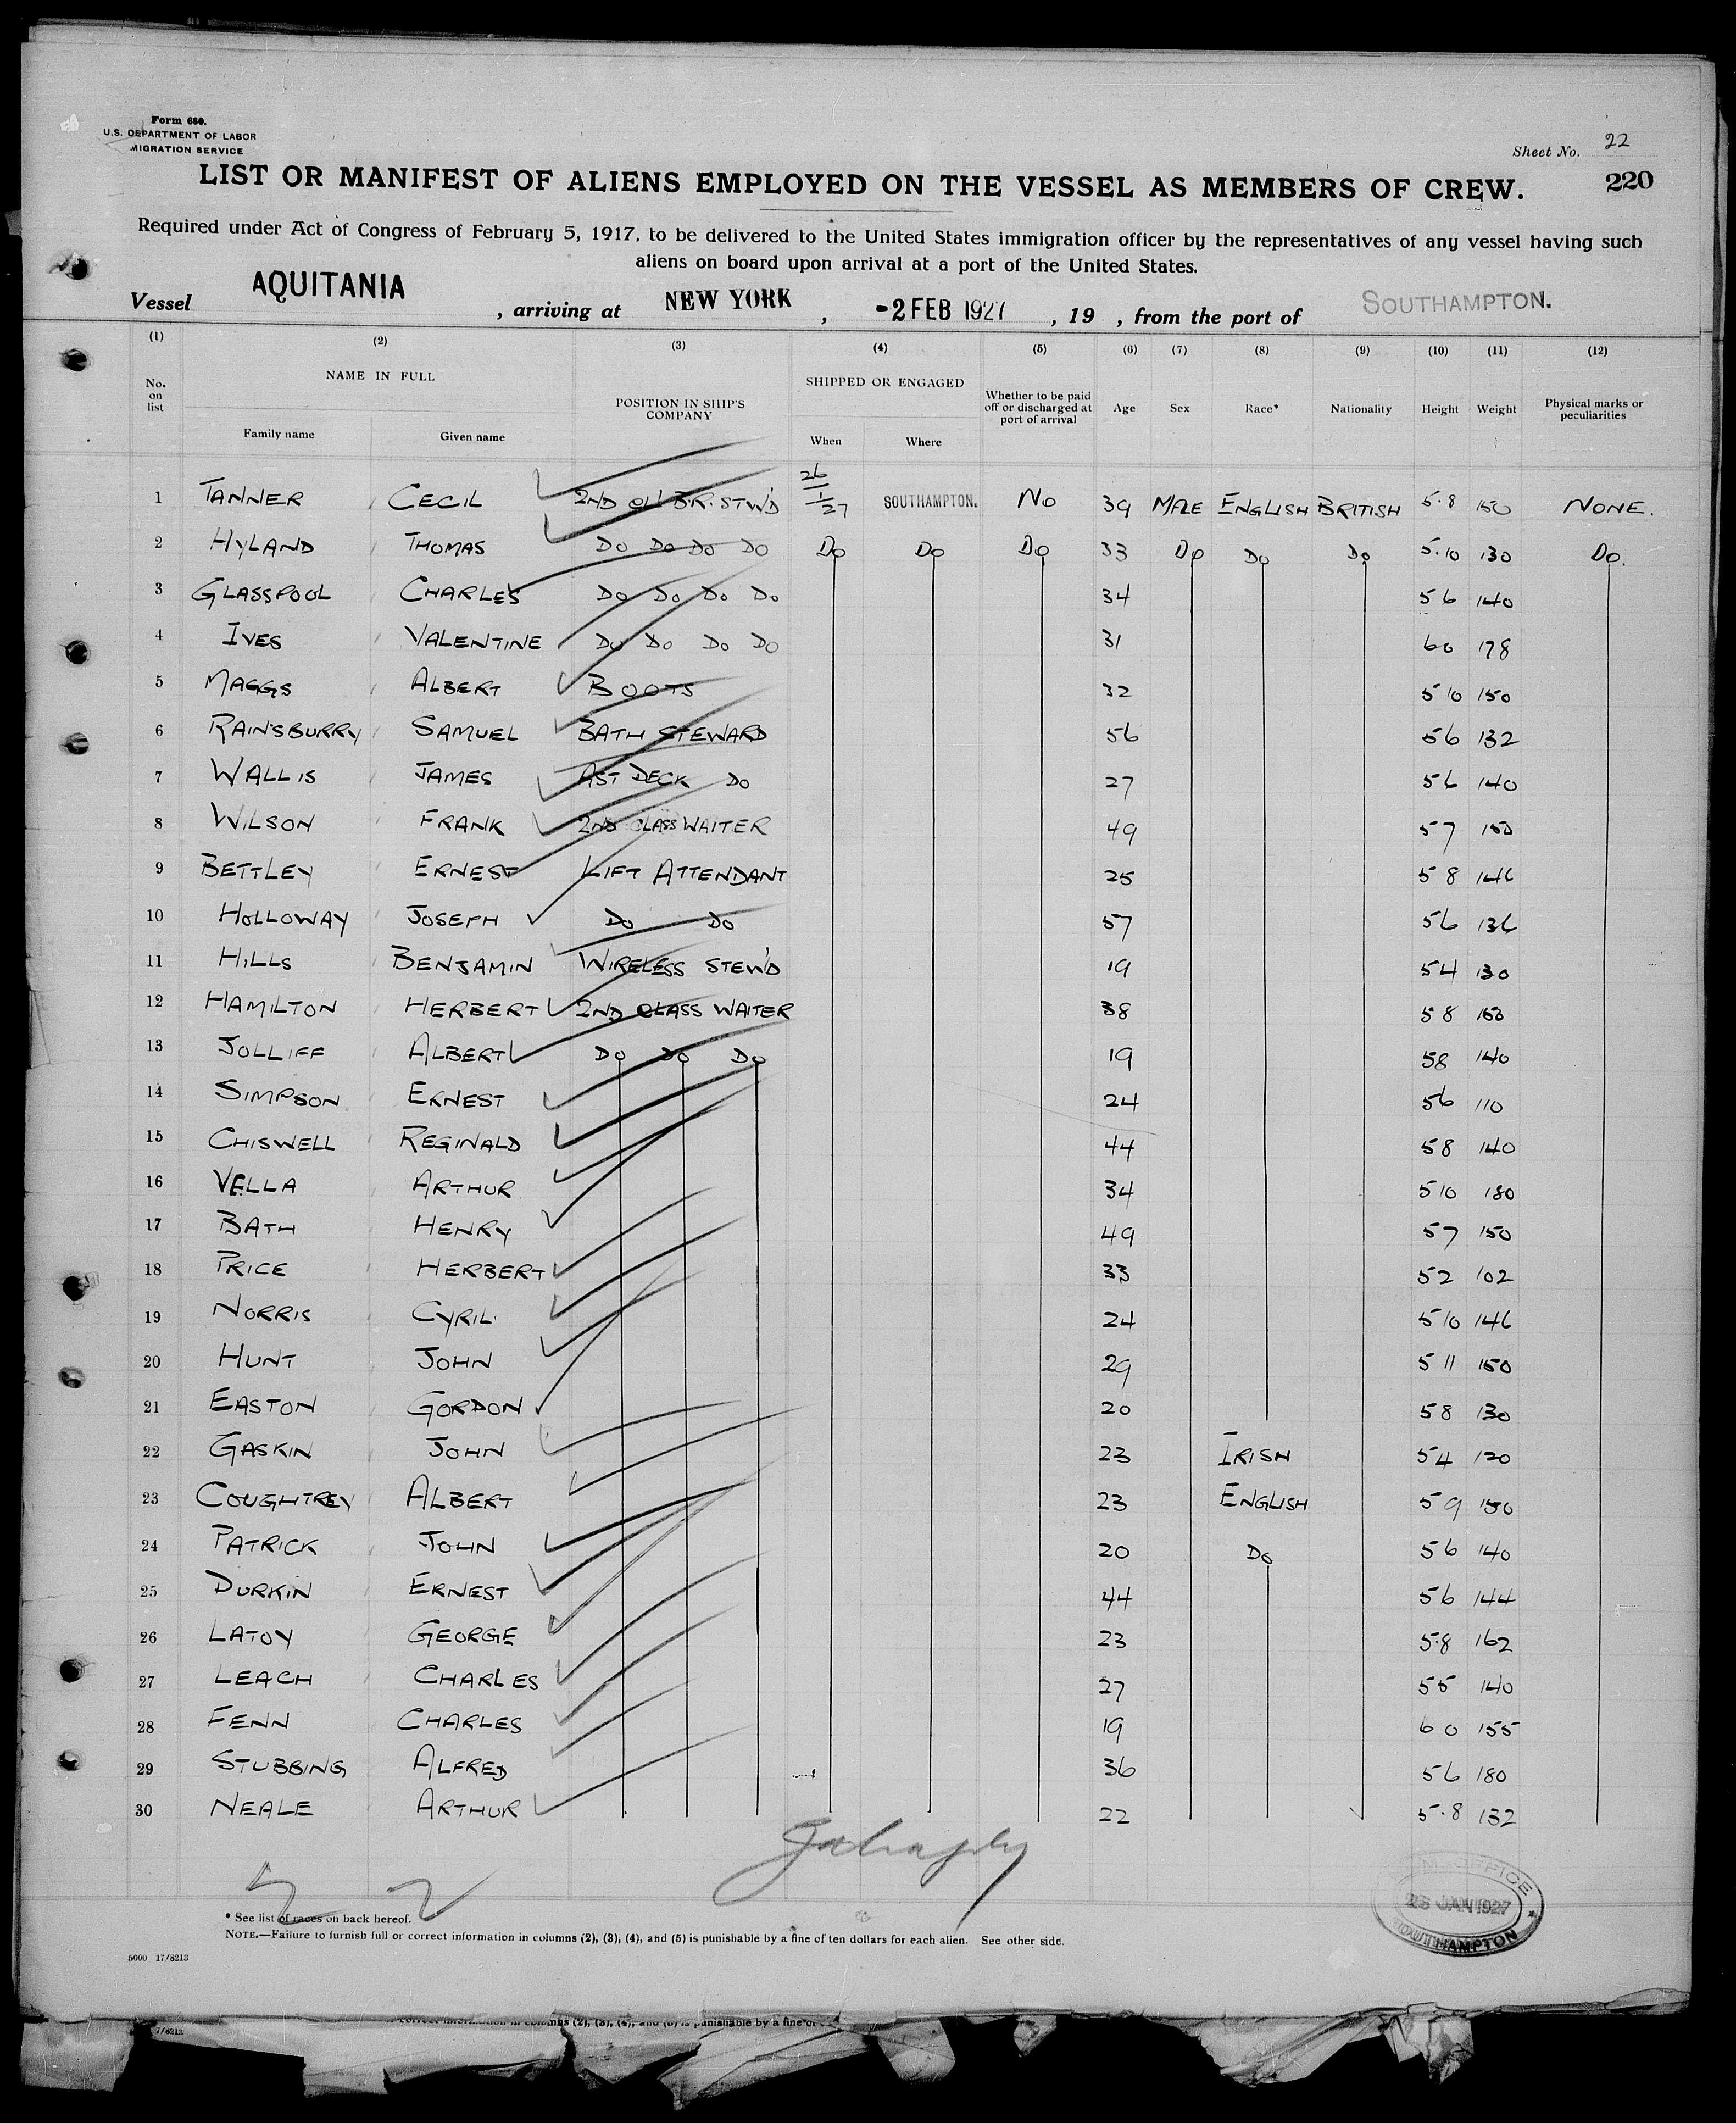 Form 680.
U.S. DEPARTMENT OF LABOR
MIGRATION SERVICE
Sheet No. 22
LIST OR MANIFEST OF ALIENS EMPLOYED ON THE VESSEL AS MEMBERS OF CREW. 220
Required under Act of Congress of February 5, 1917, to be delivered to the United States immigration officer by the representatives of any vessel having such
aliens on board upon arrival at a port of the United States.
Vessel AQUITANIA, arriving at NEW YORK, -2 FEB 1927, 19 , from the port of SOUTHAMPTON.
(1) (2) (3) (4) (5) (6) (7) (8) (9) (10) (11) (12)
No. on list NAME IN FULL Family name Given name POSITION IN SHIP'S COMPANY SHIPPED OR ENGAGED When Where Whether to be paid off or discharged at port of arrival Age Sex Race* Nationality Height Weight Physical marks or peculiarities
1 TANNER CECIL 2ND B.R. STW'D 26/1/27 SOUTHAMPTON. NO 39 MALE ENGLISH BRITISH 5.8 150 NONE.
2 HYLAND THOMAS DO DO DO DO DO DO DO 33 DO DO DO 5.10 130 DO.
3 GLASSPOOL CHARLES DO DO DO DO 34 5 6 140
4 IVES VALENTINE DO DO DO DO 31 6 0 178
5 MAGGS ALBERT BOOTS 32 5 10 150
6 RAINSBURRY SAMUEL BATH STEWARD 56 5 6 132
7 WALLIS JAMES AST DECK DO 27 5 6 140
8 WILSON FRANK 2ND CLASS WAITER 49 5 7 150
9 BETTLEY ERNEST LIFT ATTENDANT 25 5 8 146
10 HOLLOWAY JOSEPH DO DO 57 5 6 136
11 HILLS BENJAMIN WIRELESS STEW'D 19 5 4 130
12 HAMILTON HERBERT 2ND CLASS WAITER 38 5 8
13 JOLLIFF ALBERT DO DO DO 19 5 8 140
14 SIMPSON ERNEST 24 5 6 110
15 CHISWELL REGINALD 44 5 8 140
16 VELLA ARTHUR 34 5 10 180
17 BATH HENRY 49 5 7 150
18 PRICE HERBERT 33 5 2 102
19 NORRIS CYRIL 24 5 10 146
20 HUNT JOHN 29 5 11 150
21 EASTON GORDON 20 5 8 130
22 GASKIN JOHN 23 IRISH 5 4 120
23 COUGHTREY ALBERT 23 ENGLISH 5 9 150
24 PATRICK JOHN 20 DO 5 6 140
25 DURKIN ERNEST 44 5 6 144
26 LATOY GEORGE 23 5.8 162
27 LEACH CHARLES 27 5 5 140
28 FENN CHARLES 19 6 0 155
29 STUBBING ALFRED 36 5 6 180
30 NEALE ARTHUR 22 5.8 132
* See list of races on back hereof.
NOTE.—Failure to furnish full or correct information in columns (2), (3), (4), and (5) is punishable by a fine of ten dollars for each alien. See other side.
5000 17/8213
M. OFFICE
JAN 1927
SOUTHAMPTON
7/8213
correct information in columns (2), (3), (4), and (5) is punishable by a fine of